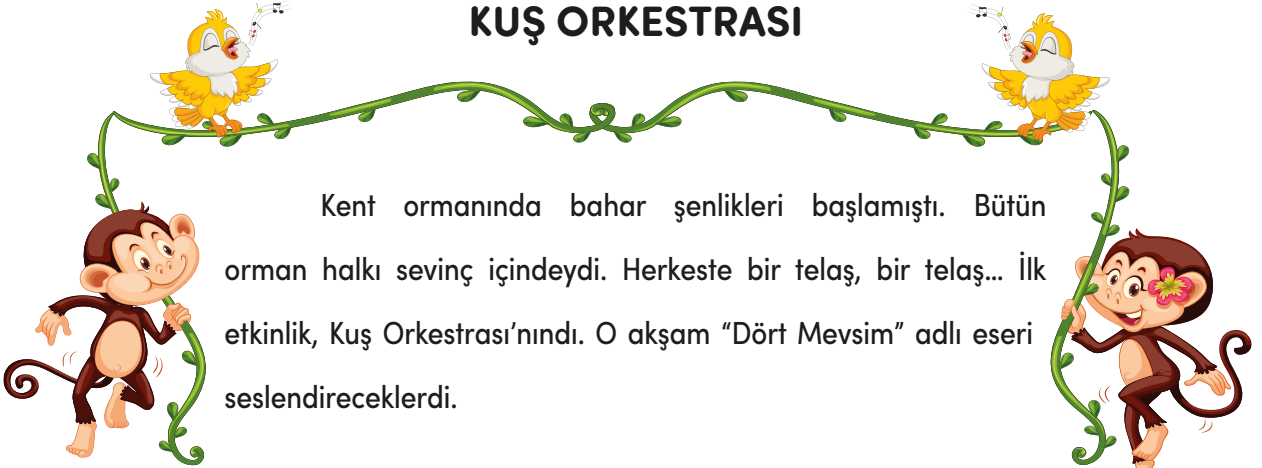 KUŞ ORKESTRASI
Kent ormanında bahar şenlikleri başlamıştı. Bütün
orman halkı sevinç içindeydi. Herkeste bir telaş, bir telaş... İlk
etkinlik, Kuş Orkestrası’nındı. O akşam “Dört Mevsim” adlı eseri
seslendireceklerdi.